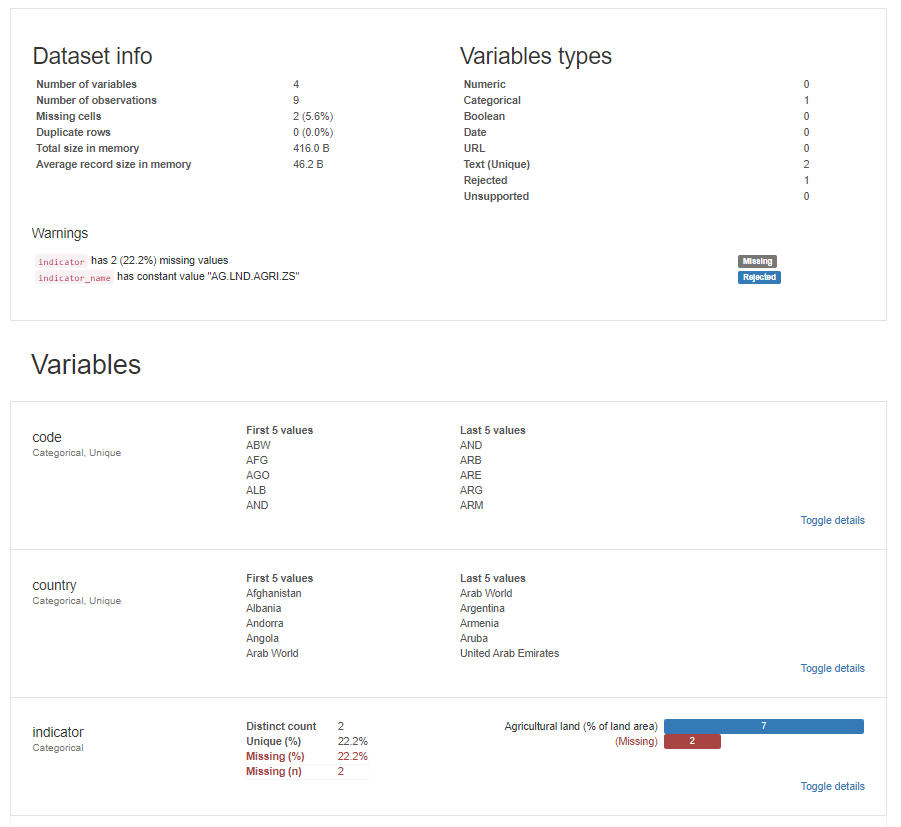 Dataset info
Number of variables 4
Number of observations 9
Missing cells 2 (5.6%)
Duplicate rows 0 (0.0%)
Total size in memory 416.0 B
Average record size in memory 46.2 B
Variables types
Numeric 0
Categorical 1
Boolean 0
Date 0
URL 0
Text (Unique) 2
Rejected 1
Unsupported 0
Warnings
indicator has 2 (22.2%) missing values Missing
indicator_name has constant value "AG.LND.AGRI.ZS" Rejected
Variables
code
Categorical, Unique
First 5 values
ABW
AFG
AGO
ALB
AND
Last 5 values
AND
ARB
ARE
ARG
ARM
Toggle details
country
Categorical, Unique
First 5 values
Afghanistan
Albania
Andorra
Angola
Arab World
Last 5 values
Arab World
Argentina
Armenia
Aruba
United Arab Emirates
Toggle details
indicator
Categorical
Distinct count 2
Unique (%) 22.2%
Missing (%) 22.2%
Missing (n) 2
Agricultural land (% of land area) 7
(Missing) 2
Toggle details